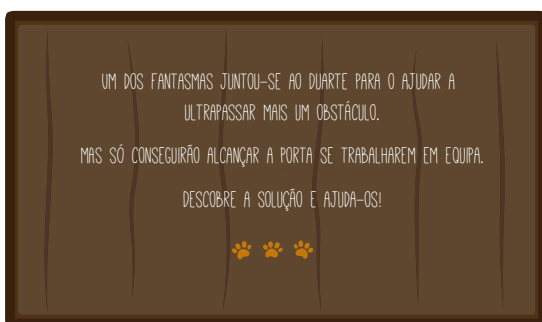 UM DOS FANTASMAS JUNTOU-SE AO DUARTE PARA O AJUDAR A
ULTRAPASSAR MAIS UM OBSTÁCULO.
MAS SÓ CONSEGUIRÃO ALCANÇAR A PORTA SE TRABALHAREM EM EQUIPA.
DESCOBRE A SOLUÇÃO E AJUDA-OS!